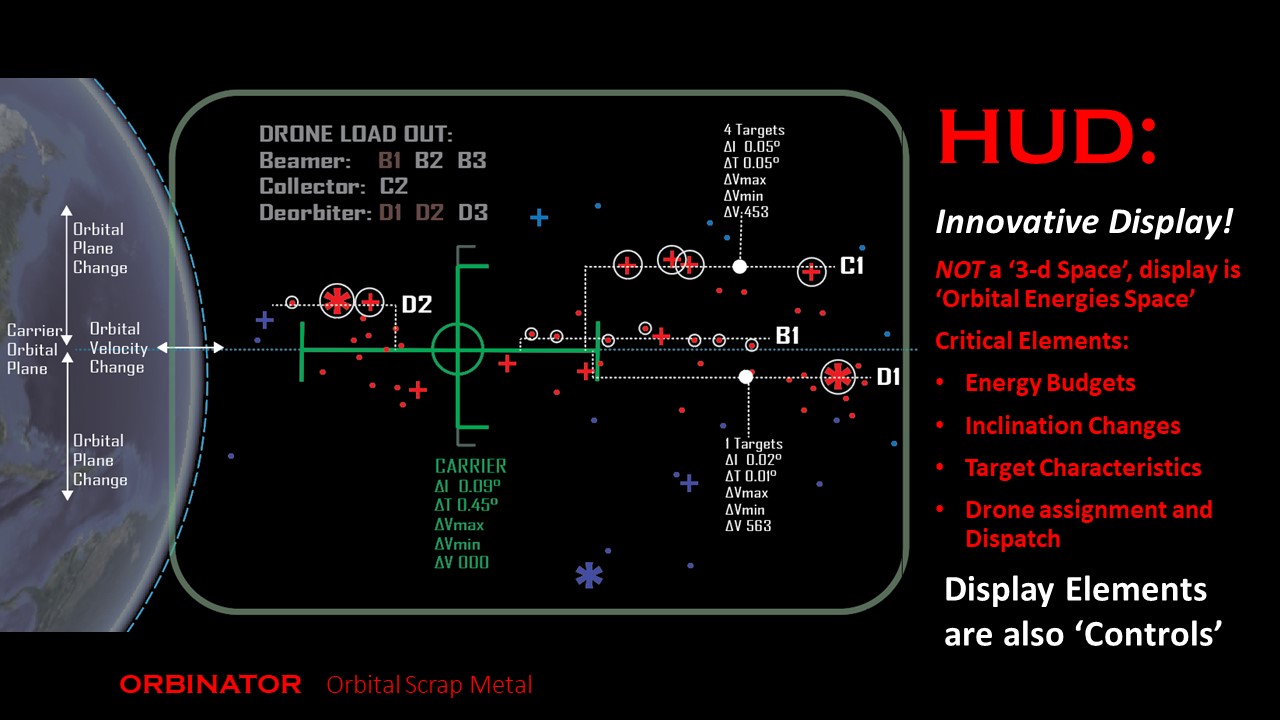 DRONE LOAD OUT:
Beamer: B1 B2 B3
Collector: C2
Deorbiter: D1 D2 D3
4 Targets
ΔI 0.05º
ΔT 0.05º
ΔVmax
ΔVmin
ΔV 453
Orbital
Plane
Change
Carrier
Orbital
Plane
Orbital
Velocity
Change
Orbital
Plane
Change
D2
C1
B1
D1
CARRIER
ΔI 0.09º
ΔT 0.45º
ΔVmax
ΔVmin
ΔV 000
1 Targets
ΔI 0.02º
ΔT 0.01º
ΔVmax
ΔVmin
ΔV 563
HUD:
Innovative Display!
NOT a ‘3-d Space’, display is
‘Orbital Energies Space’
Critical Elements:
• Energy Budgets
• Inclination Changes
• Target Characteristics
• Drone assignment and
Dispatch
Display Elements
are also ‘Controls’
ORBINATOR Orbital Scrap Metal